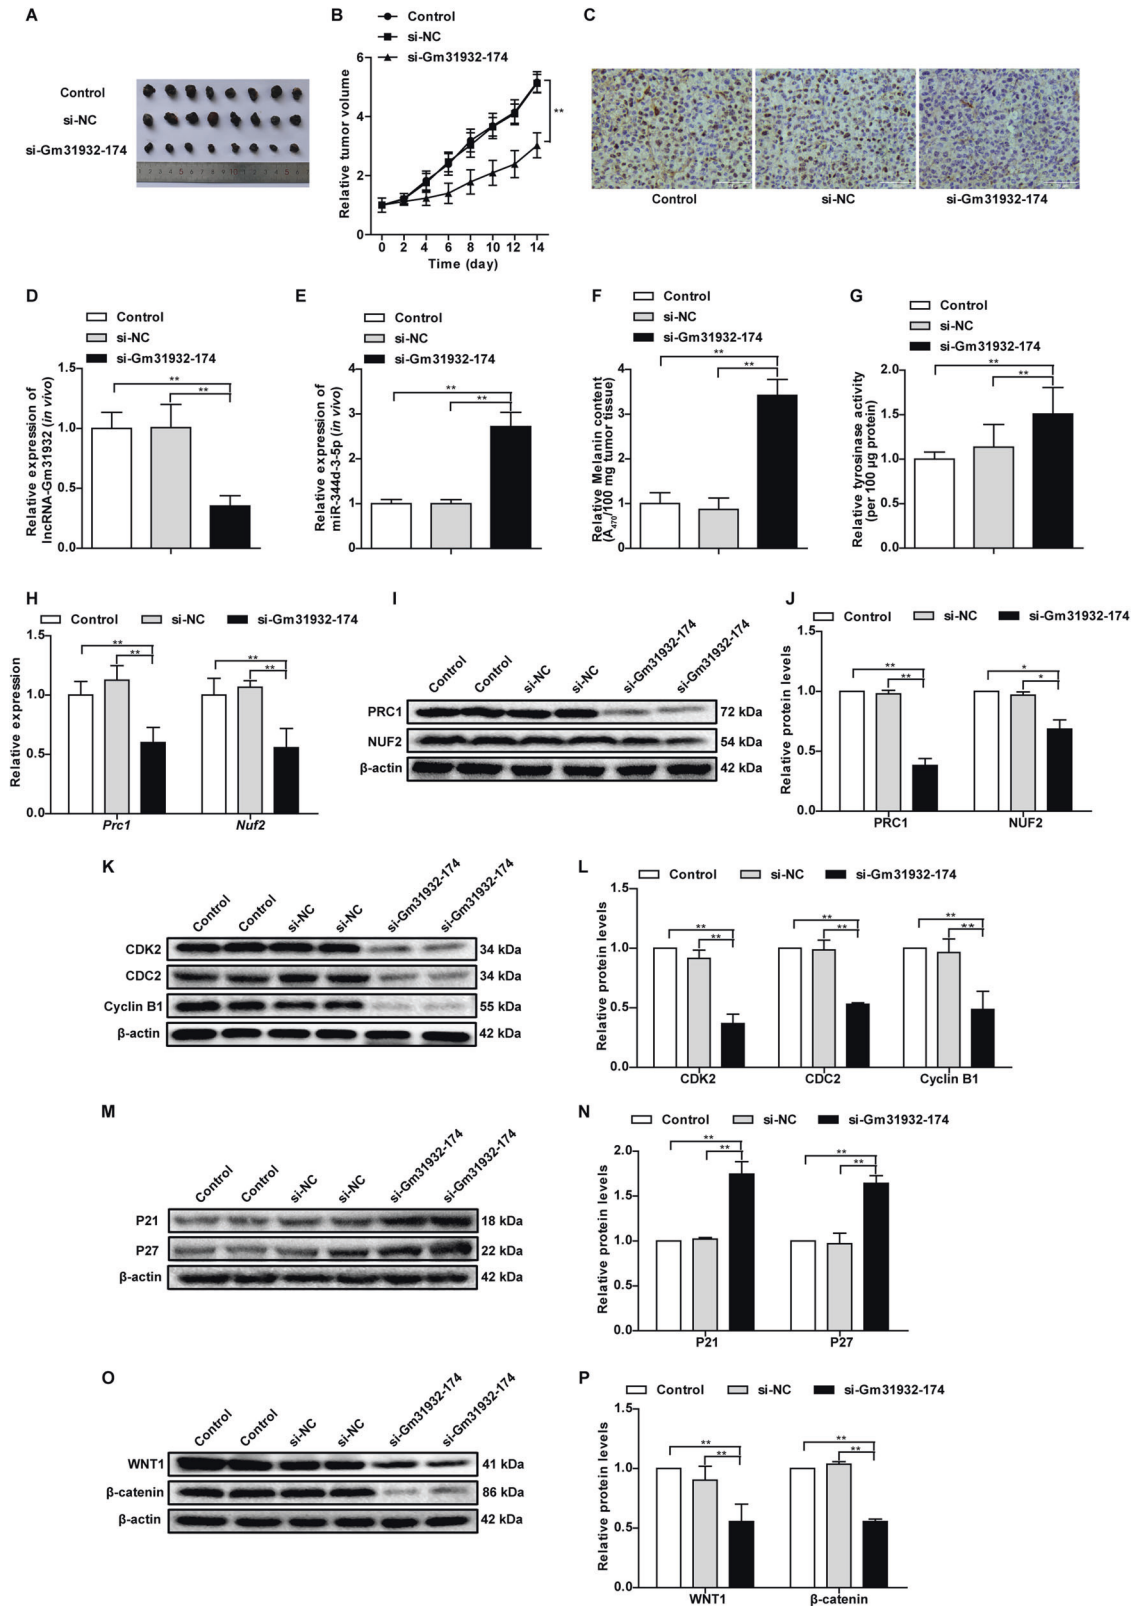 A
Control
si-NC
si-Gm31932-174
B
Control
si-NC
si-Gm31932-174
Relative tumor volume
6
4
2
0
0 2 4 6 8 10 12 14
Time (day)
**
C
Control si-NC si-Gm31932-174
D
Control
si-NC
si-Gm31932-174
Relative expression of
lncRNA-Gm31932 (in vivo)
1.5
1.0
0.5
0.0
**
**
E
Control
si-NC
si-Gm31932-174
Relative expression of
miR-344d-3-5p (in vivo)
4
3
2
1
0
**
**
F
Control
si-NC
si-Gm31932-174
Relative Melanin content
(A470/100 mg tumor tissue)
4
3
2
1
0
**
**
G
Control
si-NC
si-Gm31932-174
Relative tyrosinase activity
(per 100 μg protein)
2.0
1.5
1.0
0.5
0.0
**
**
H
Control si-NC si-Gm31932-174
Relative expression
1.5
1.0
0.5
0.0
**
**
**
**
Prc1 Nuf2
I
Control Control si-NC si-NC si-Gm31932-174 si-Gm31932-174
PRC1 72 kDa
NUF2 54 kDa
β-actin 42 kDa
J
Control si-NC si-Gm31932-174
Relative protein levels
1.5
1.0
0.5
0.0
**
**
*
*
PRC1 NUF2
K
Control Control si-NC si-NC si-Gm31932-174 si-Gm31932-174
CDK2 34 kDa
CDC2 34 kDa
Cyclin B1 55 kDa
β-actin 42 kDa
L
Control si-NC si-Gm31932-174
Relative protein levels
1.5
1.0
0.5
0.0
**
**
**
**
**
**
CDK2 CDC2 Cyclin B1
M
Control Control si-NC si-NC si-Gm31932-174 si-Gm31932-174
P21 18 kDa
P27 22 kDa
β-actin 42 kDa
N
Control si-NC si-Gm31932-174
Relative protein levels
2.0
1.5
1.0
0.5
0.0
**
**
**
**
P21 P27
O
Control Control si-NC si-NC si-Gm31932-174 si-Gm31932-174
WNT1 41 kDa
β-catenin 86 kDa
β-actin 42 kDa
P
Control si-NC si-Gm31932-174
Relative protein levels
1.5
1.0
0.5
0.0
**
**
**
**
WNT1 β-catenin